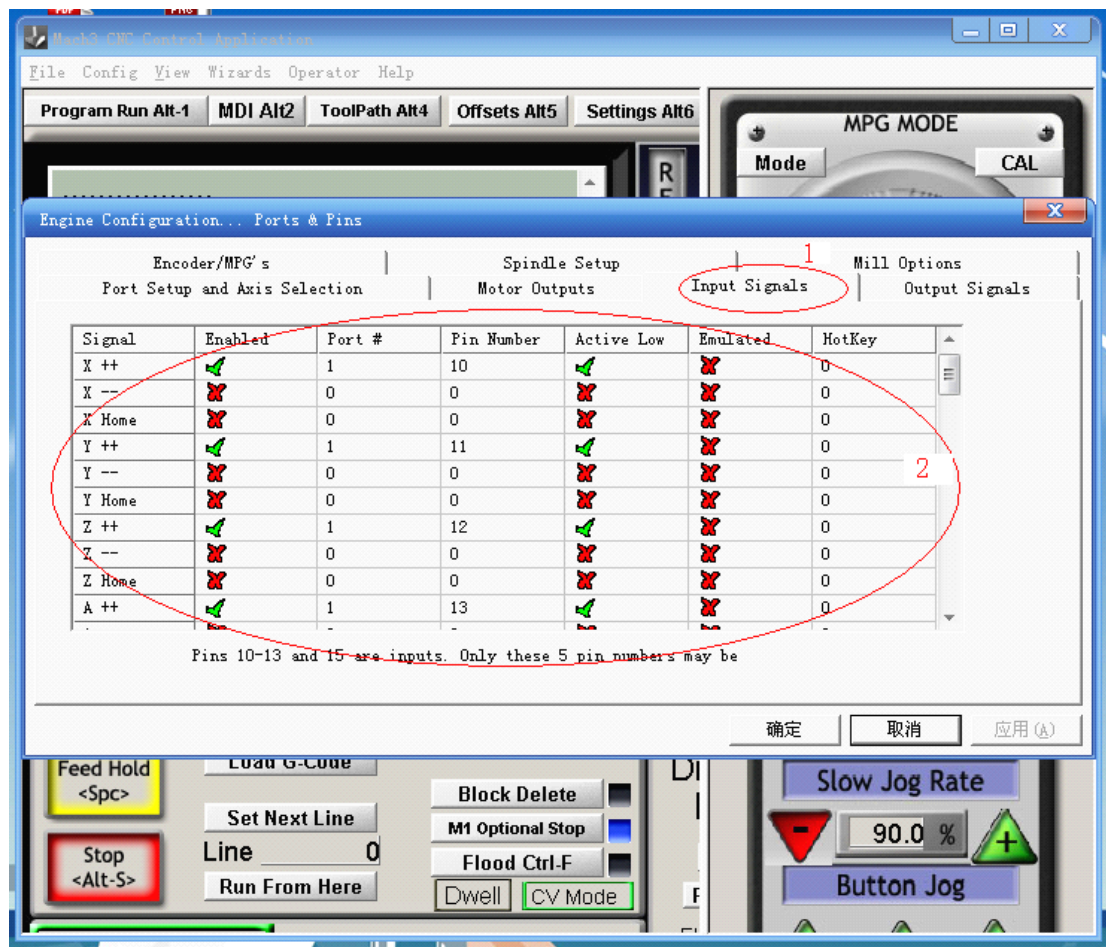 PDF PNG
Mach3 CNC Control Application
File Config View Wizards Operator Help
Program Run Alt-1 MDI Alt2 ToolPath Alt4 Offsets Alt5 Settings Alt6
MPG MODE
Mode CAL
R
Engine Configuration... Ports & Pins
1
Encoder/MPG's Spindle Setup Mill Options
Port Setup and Axis Selection Motor Outputs Input Signals Output Signals
Signal Enabled Port # Pin Number Active Low Emulated HotKey
X ++ 1 10 0
X -- 0 0 0
X Home 0 0 0
Y ++ 1 11 0
Y -- 0 0 0
2
Y Home 0 0 0
Z ++ 1 12 0
Z -- 0 0 0
Z Home 0 0 0
A ++ 1 13 0
Pins 10-13 and 15 are inputs. Only these 5 pin numbers may be
确定 取消 应用(A)
Feed Hold
<Spc>
Load G-Code
Block Delete
Slow Jog Rate
Set Next Line
M1 Optional Stop
90.0 %
Line 0
Stop
<Alt-S>
Flood Ctrl-F
Run From Here
Dwell CV Mode
Button Jog